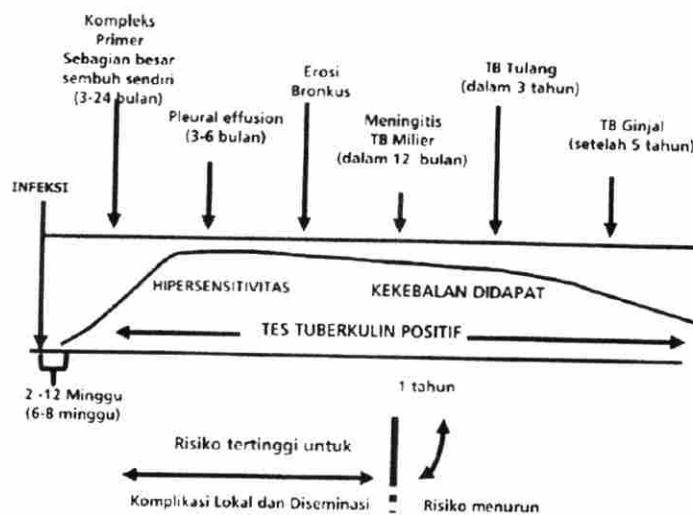 Kompleks
Primer
Sebagian besar
sembuh sendiri
(3-24 bulan)
Pleural effusion
(3-6 bulan)
Erosi
Bronkus
Meningitis
TB Milier
(dalam 12 bulan)
TB Tulang
(dalam 3 tahun)
TB Ginjal
(setelah 5 tahun)
INFEKSI
HIPERSENSITIVITAS
KEKEBALAN DIDAPAT
TES TUBERKULIN POSITIF
2 -12 Minggu
(6-8 minggu)
1 tahun
Risiko tertinggi untuk
Komplikasi Lokal dan Diseminasi
Risiko menurun